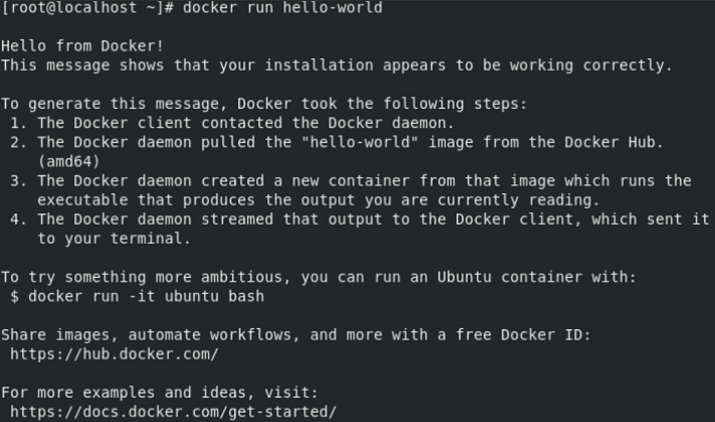 [root@localhost ~]# docker run hello-world
Hello from Docker!
This message shows that your installation appears to be working correctly.
To generate this message, Docker took the following steps:
1. The Docker client contacted the Docker daemon.
2. The Docker daemon pulled the "hello-world" image from the Docker Hub.
(amd64)
3. The Docker daemon created a new container from that image which runs the
executable that produces the output you are currently reading.
4. The Docker daemon streamed that output to the Docker client, which sent it
to your terminal.
To try something more ambitious, you can run an Ubuntu container with:
$ docker run -it ubuntu bash
Share images, automate workflows, and more with a free Docker ID:
https://hub.docker.com/
For more examples and ideas, visit:
https://docs.docker.com/get-started/